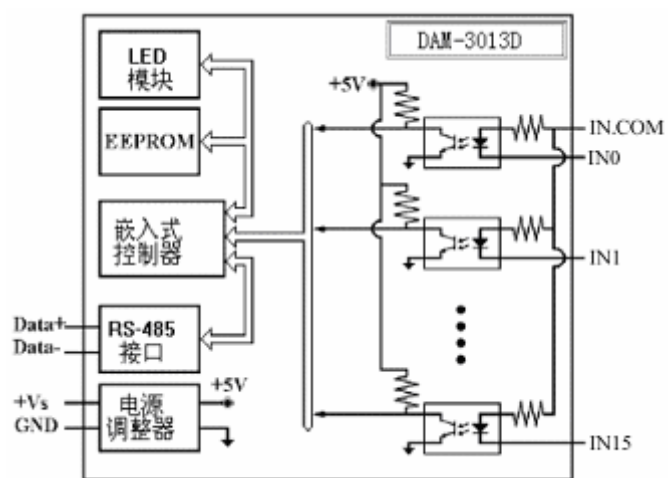 DAM-3013D
LED
模块
EEPROM
嵌入式
控制器
RS-485
接口
电源
调整器
Data+
Data-
+Vs
GND
+5V
+5V
IN.COM
IN0
IN1
IN15